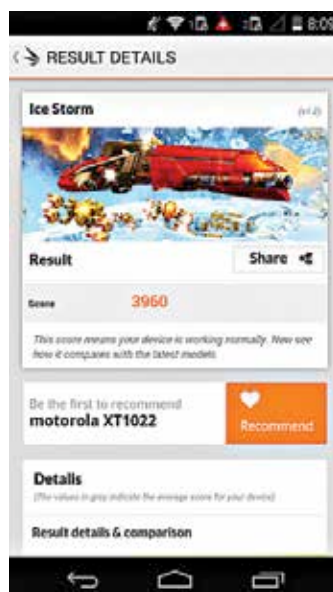 8:09
RESULT DETAILS
Ice Storm
Result
Share
Score 3960
This score means your device is working normally. Now see
how it compares with the latest models.
Be the first to recommend
motorola XT1022
Recommend
Details
(The values in gray indicate the average score for your device)
Result details & comparison